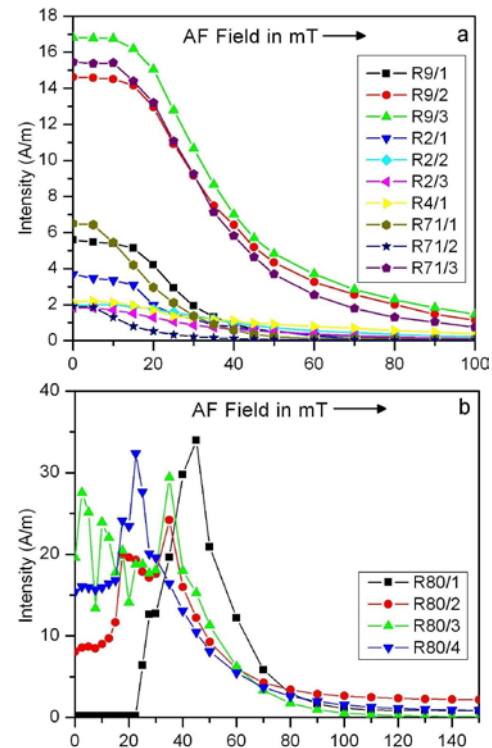 a
AF Field in mT
18
16
14
12
10
8
6
4
2
0
Intensity (A/m)
R9/1
R9/2
R9/3
R2/1
R2/2
R2/3
R4/1
R71/1
R71/2
R71/3
0 20 40 60 80 100
b
AF Field in mT
40
30
20
10
0
Intensity (A/m)
R80/1
R80/2
R80/3
R80/4
0 20 40 60 80 100 120 140